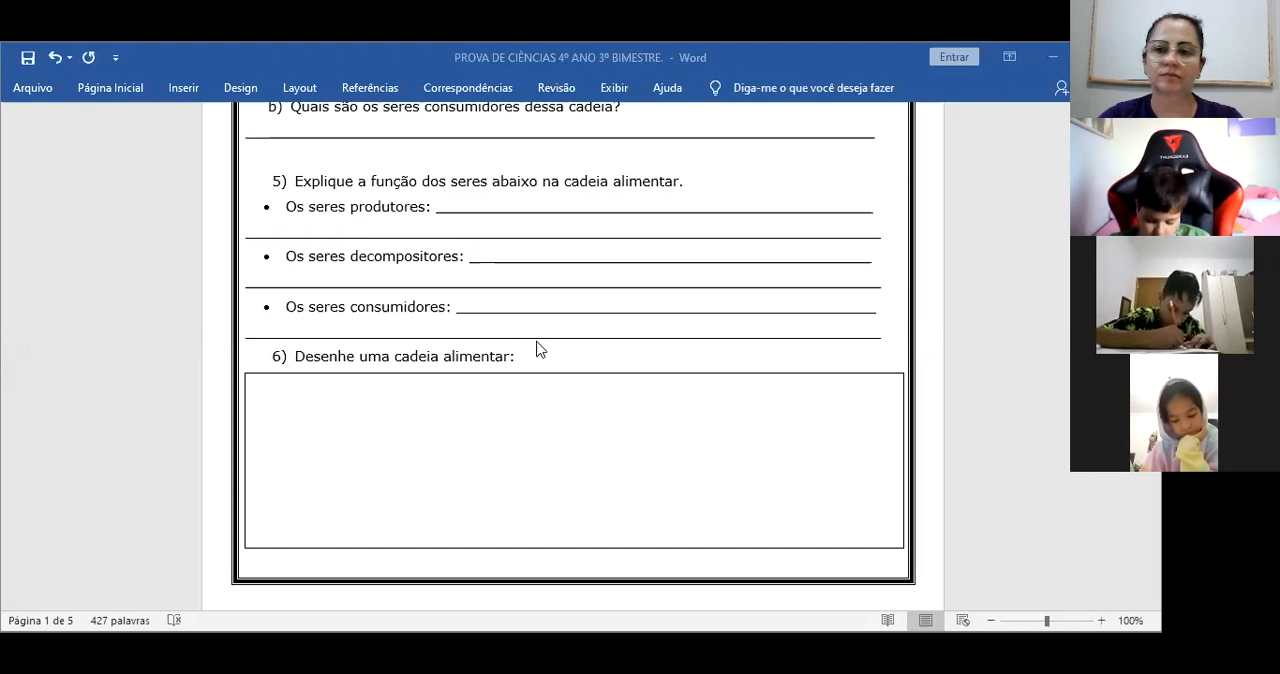 PROVA DE CIÊNCIAS 4º ANO 3º BIMESTRE. - Word
Entrar
Arquivo Página Inicial Inserir Design Layout Referências Correspondências Revisão Exibir Ajuda Diga-me o que você deseja fazer
b) Quais são os seres consumidores dessa cadeia?
5) Explique a função dos seres abaixo na cadeia alimentar.
• Os seres produtores:
• Os seres decompositores:
• Os seres consumidores:
6) Desenhe uma cadeia alimentar:
Página 1 de 5 427 palavras 100%